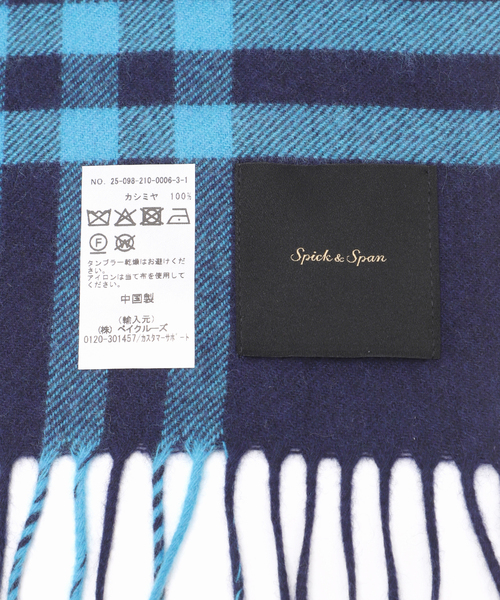 NO. 25-098-210-0006-3-1
カシミヤ 100%
タンブラー乾燥はお避けくだ
さい。
アイロンは当て布を使用してく
ださい。
中国製
(輸入元)
(株) ベイクルーズ
0120-301457/カスタマーサポート
Spick & Span